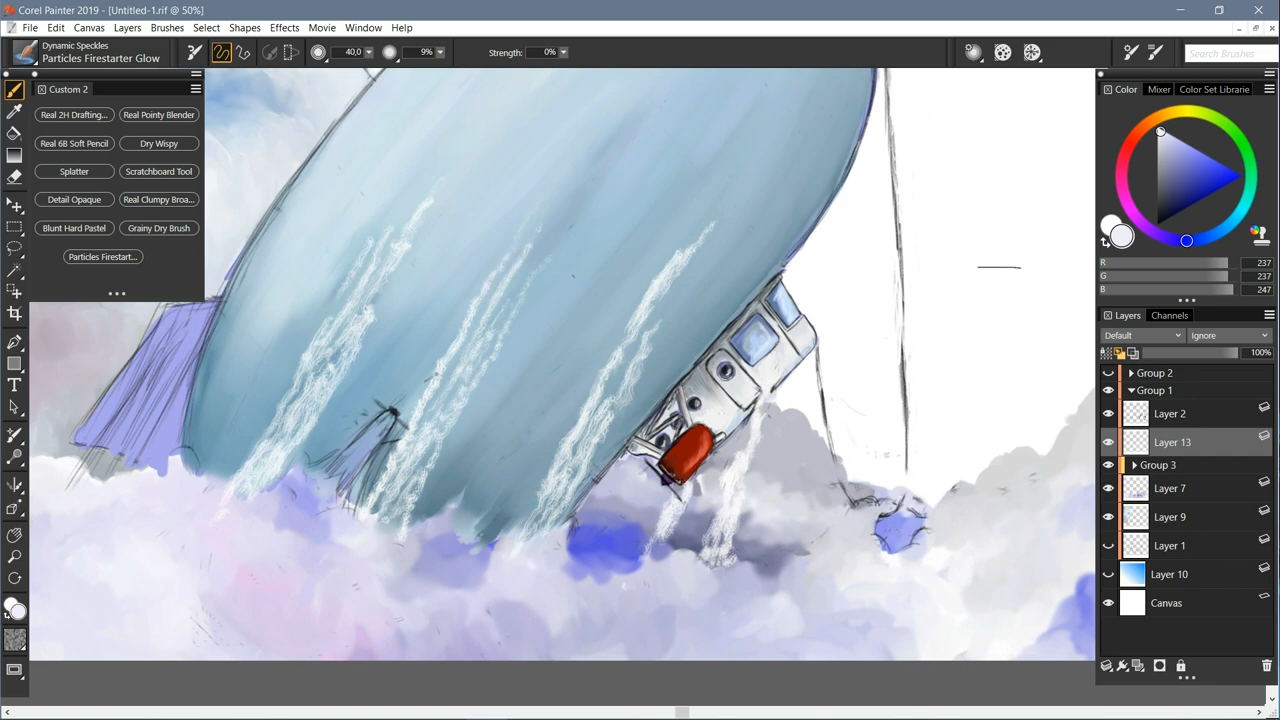 Corel Painter 2019 - [Untitled-1.rif @ 50%]
File Edit Canvas Layers Brushes Select Shapes Effects Movie Window Help
Dynamic Speckles
Particles Firestarter Glow
40,0 9% Strength: 0% Search Brushes
Custom 2
Real 2H Drafting... Real Pointy Blender
Real 6B Soft Pencil Dry Wispy
Splatter Scratchboard Tool
Detail Opaque Real Clumpy Broa...
Blunt Hard Pastel Grainy Dry Brush
Particles Firestart...
Color Mixer Color Set Librarie
R 237
G 237
B 247
Layers Channels
Default Ignore
100%
Group 2
Group 1
Layer 2
Layer 13
Group 3
Layer 7
Layer 9
Layer 1
Layer 10
Canvas